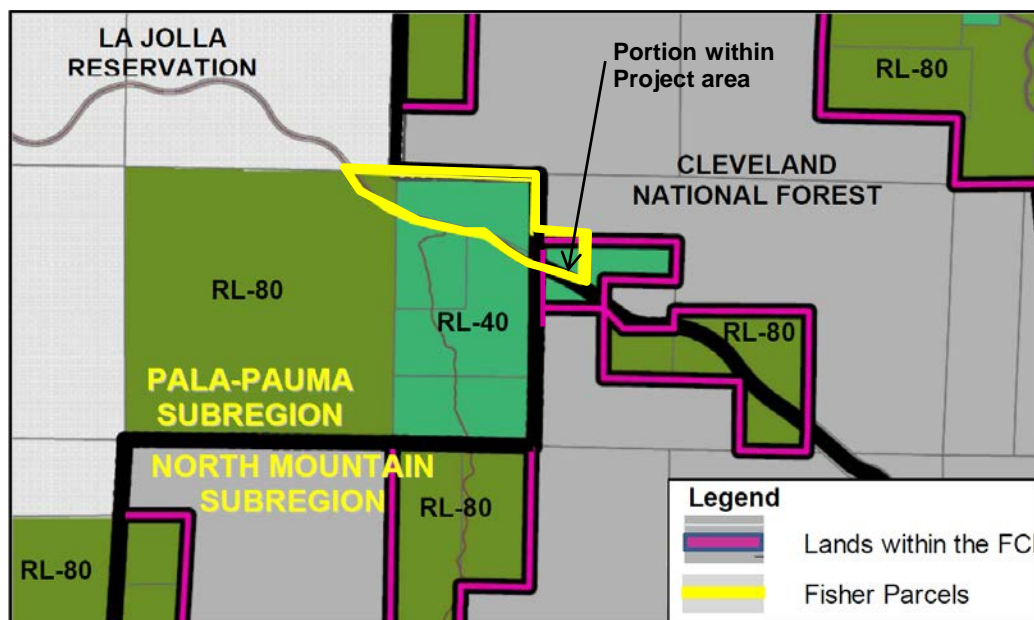 LA JOLLA
RESERVATION
Portion within
Project area
RL-80
CLEVELAND
NATIONAL FOREST
RL-80
RL-40
RL-80
PALA-PAUMA
SUBREGION
NORTH MOUNTAIN
SUBREGION
RL-80
RL-80
Legend
Lands within the FCI
Fisher Parcels